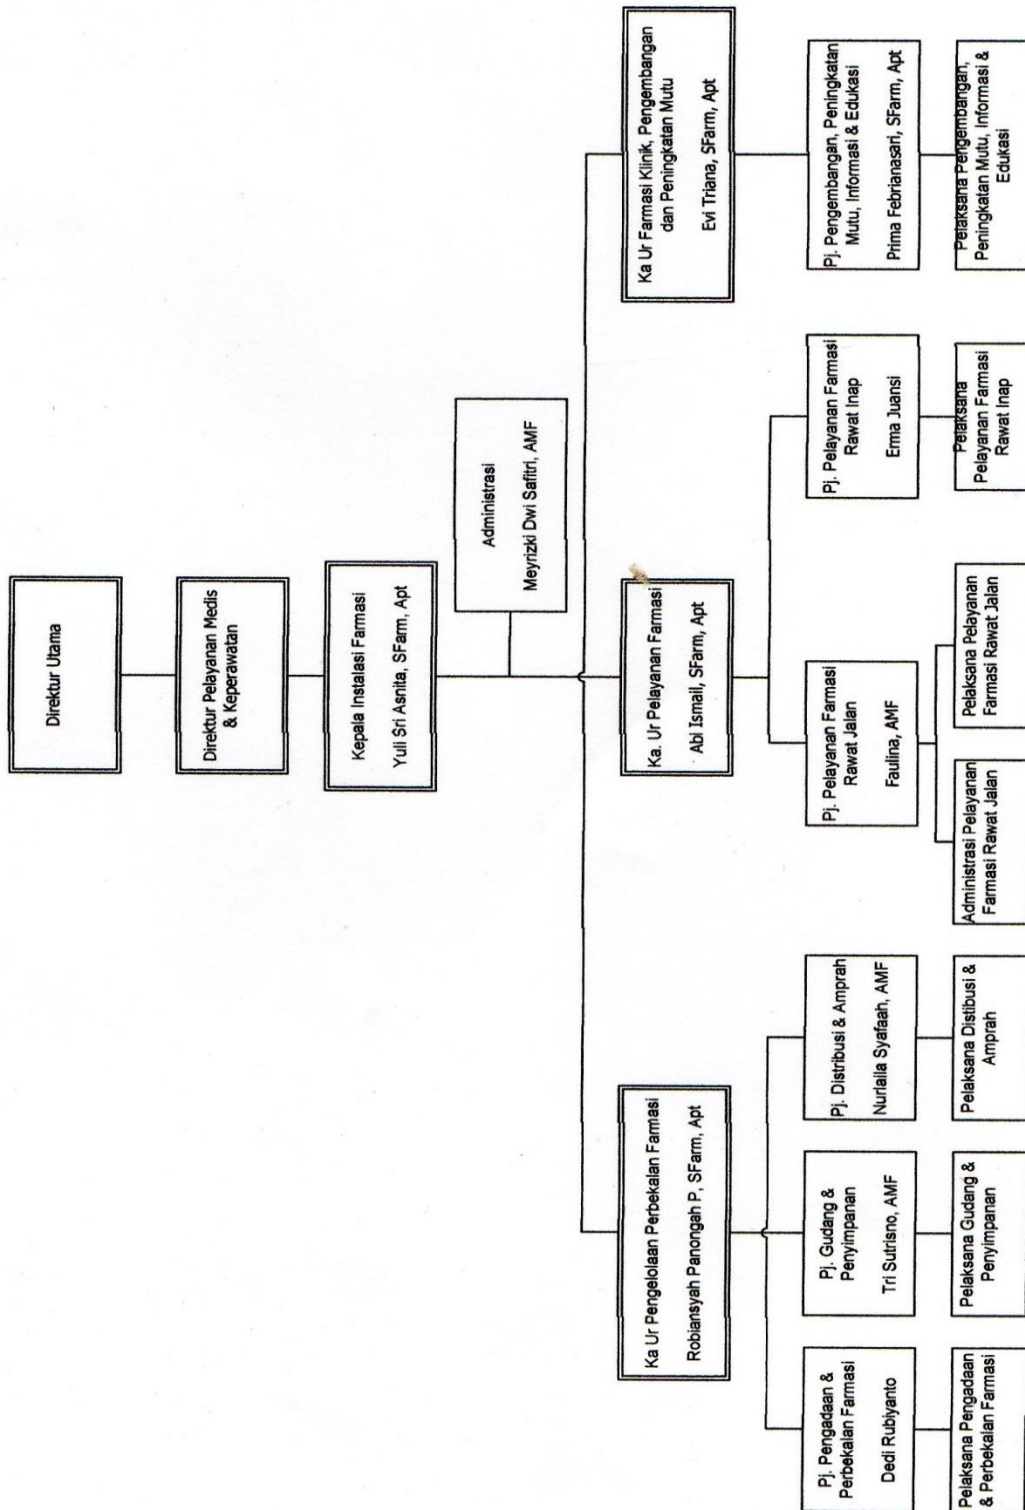 Direktur Utama
Direktur Pelayanan Medis
& Keperawatan
Kepala Instalasi Farmasi
Yuli Sri Asnita, SFarm, Apt
Administrasi
Meyrizki Dwi Safitri, AMF
Ka Ur Pengelolaan Perbekalan Farmasi
Robiansyah Panongah P, SFarm, Apt
Ka. Ur Pelayanan Farmasi
Abi Ismail, SFarm, Apt
Ka Ur Farmasi Klinik, Pengembangan
dan Peningkatan Mutu
Evi Triana, SFarm, Apt
Pj. Pengadaan &
Perbekalan Farmasi
Dedi Rubiyanto
Pj. Gudang &
Penyimpanan
Tri Sutrisno, AMF
Pj. Distribusi & Amprah
Nurlaila Syafaah, AMF
Pj. Pelayanan Farmasi
Rawat Jalan
Faulina, AMF
Pj. Pelayanan Farmasi
Rawat Inap
Erma Juansi
Pj. Pengembangan, Peningkatan
Mutu, Informasi & Edukasi
Prima Febrianasari, SFarm, Apt
Pelaksana Pengadaan
& Perbekalan Farmasi
Pelaksana Gudang &
Penyimpanan
Pelaksana Distibusi &
Amprah
Administrasi Pelayanan
Farmasi Rawat Jalan
Pelaksana Pelayanan
Farmasi Rawat Jalan
Pelaksana
Pelayanan Farmasi
Rawat Inap
Pelaksana Pengembangan,
Peningkatan Mutu, Informasi &
Edukasi